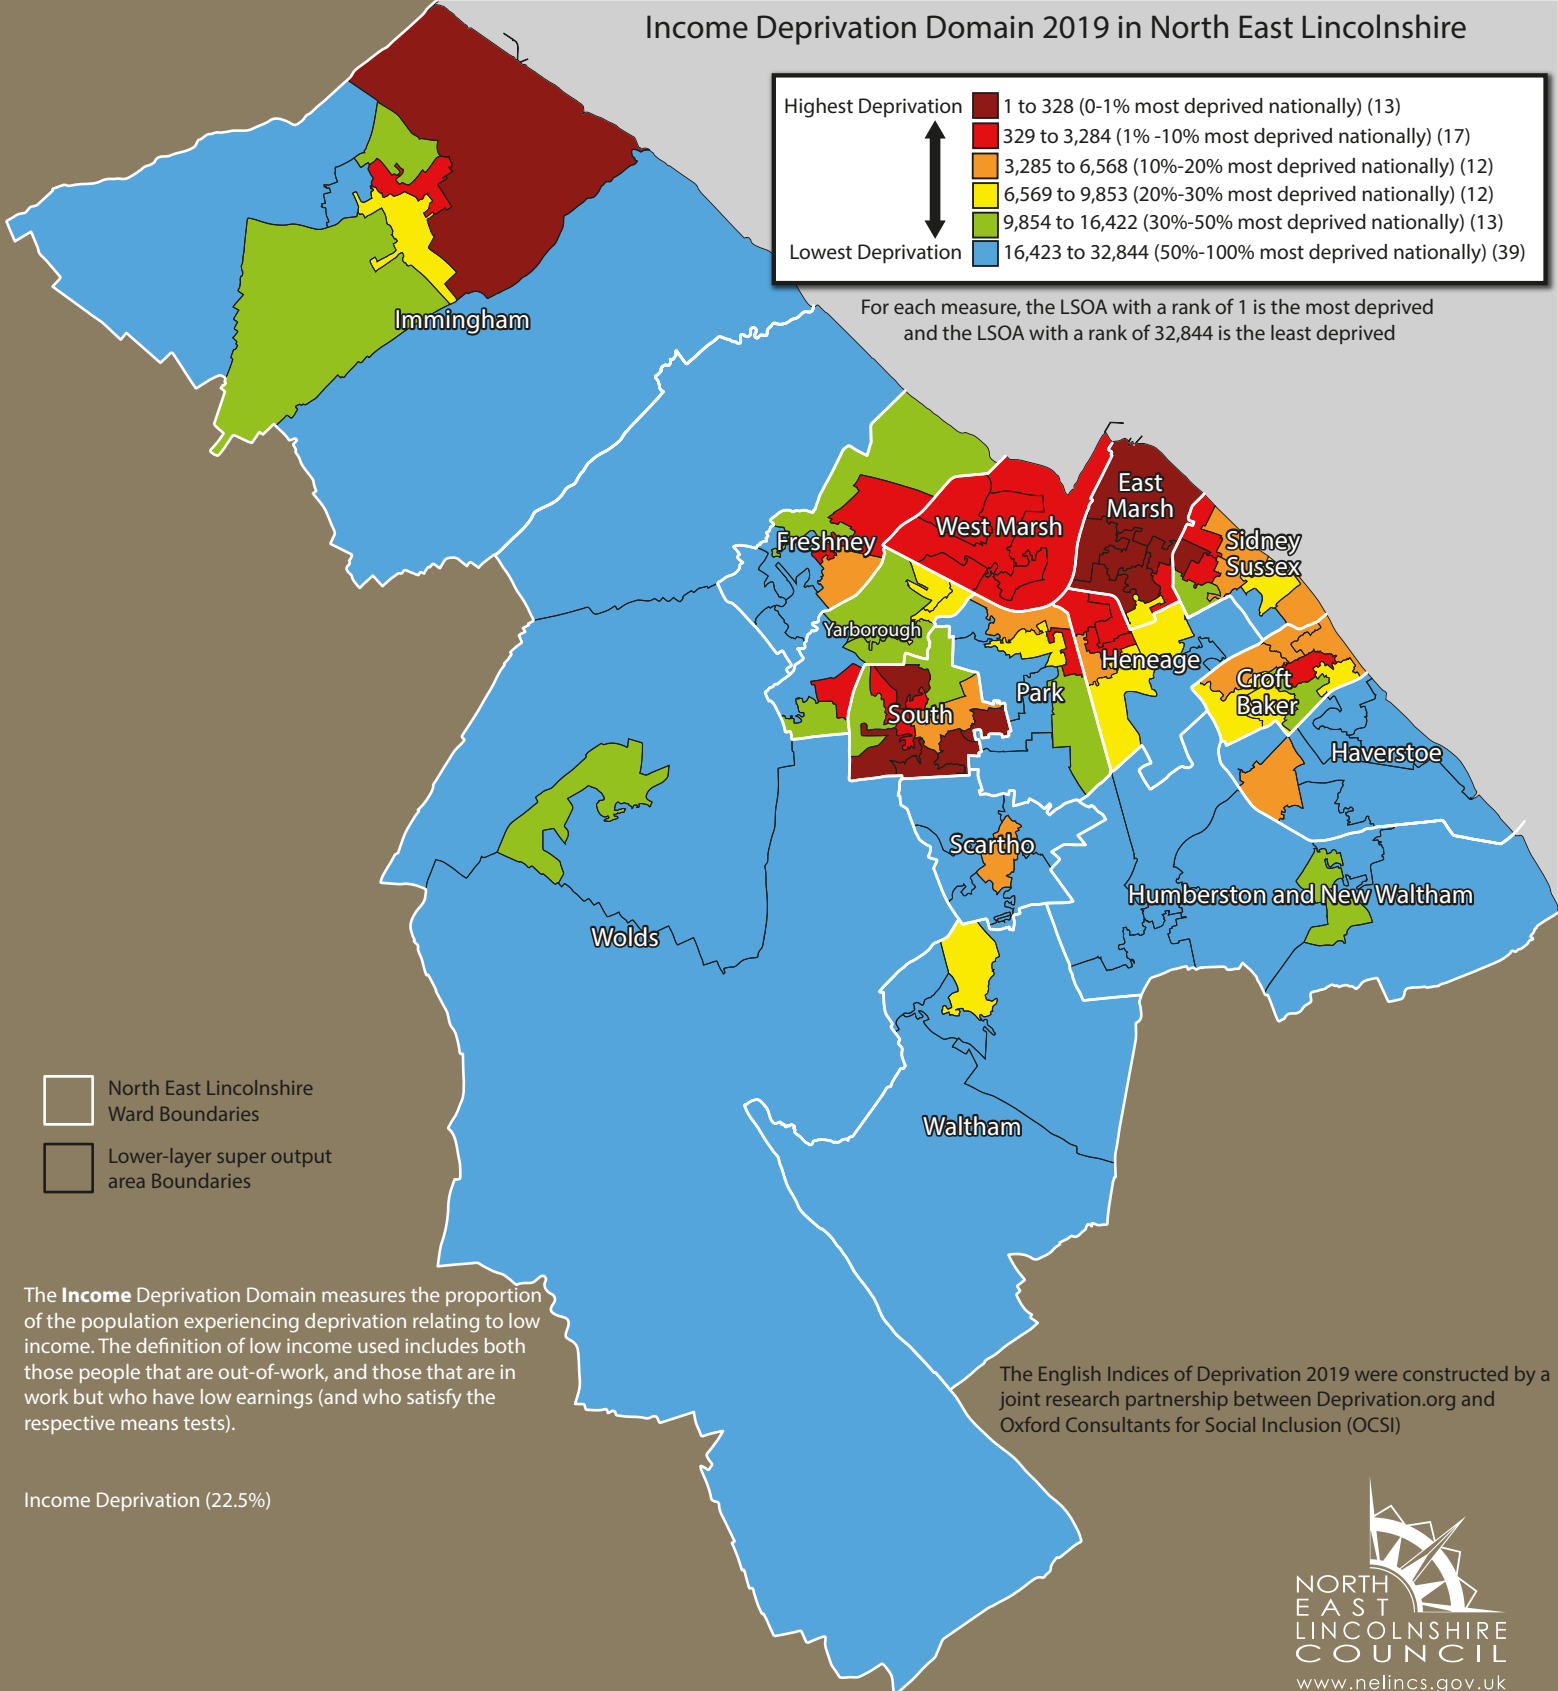 Income Deprivation Domain 2019 in North East Lincolnshire
Highest Deprivation
1 to 328 (0-1% most deprived nationally) (13)
329 to 3,284 (1% -10% most deprived nationally) (17)
3,285 to 6,568 (10%-20% most deprived nationally) (12)
6,569 to 9,853 (20%-30% most deprived nationally) (12)
9,854 to 16,422 (30%-50% most deprived nationally) (13)
Lowest Deprivation
16,423 to 32,844 (50%-100% most deprived nationally) (39)
For each measure, the LSOA with a rank of 1 is the most deprived
and the LSOA with a rank of 32,844 is the least deprived
Immingham
East
Marsh
West Marsh
Freshney
Sidney
Sussex
Yarborough
Heneage
Park
Croft
Baker
South
Haverstoe
Scartho
Humberston and New Waltham
Wolds
Waltham
North East Lincolnshire
Ward Boundaries
Lower-layer super output
area Boundaries
The Income Deprivation Domain measures the proportion
of the population experiencing deprivation relating to low
income. The definition of low income used includes both
those people that are out-of-work, and those that are in
work but who have low earnings (and who satisfy the
respective means tests).
Income Deprivation (22.5%)
The English Indices of Deprivation 2019 were constructed by a
joint research partnership between Deprivation.org and
Oxford Consultants for Social Inclusion (OCSI)
NORTH
EAST
LINCOLNSHIRE
COUNCIL
www.nelincs.gov.uk